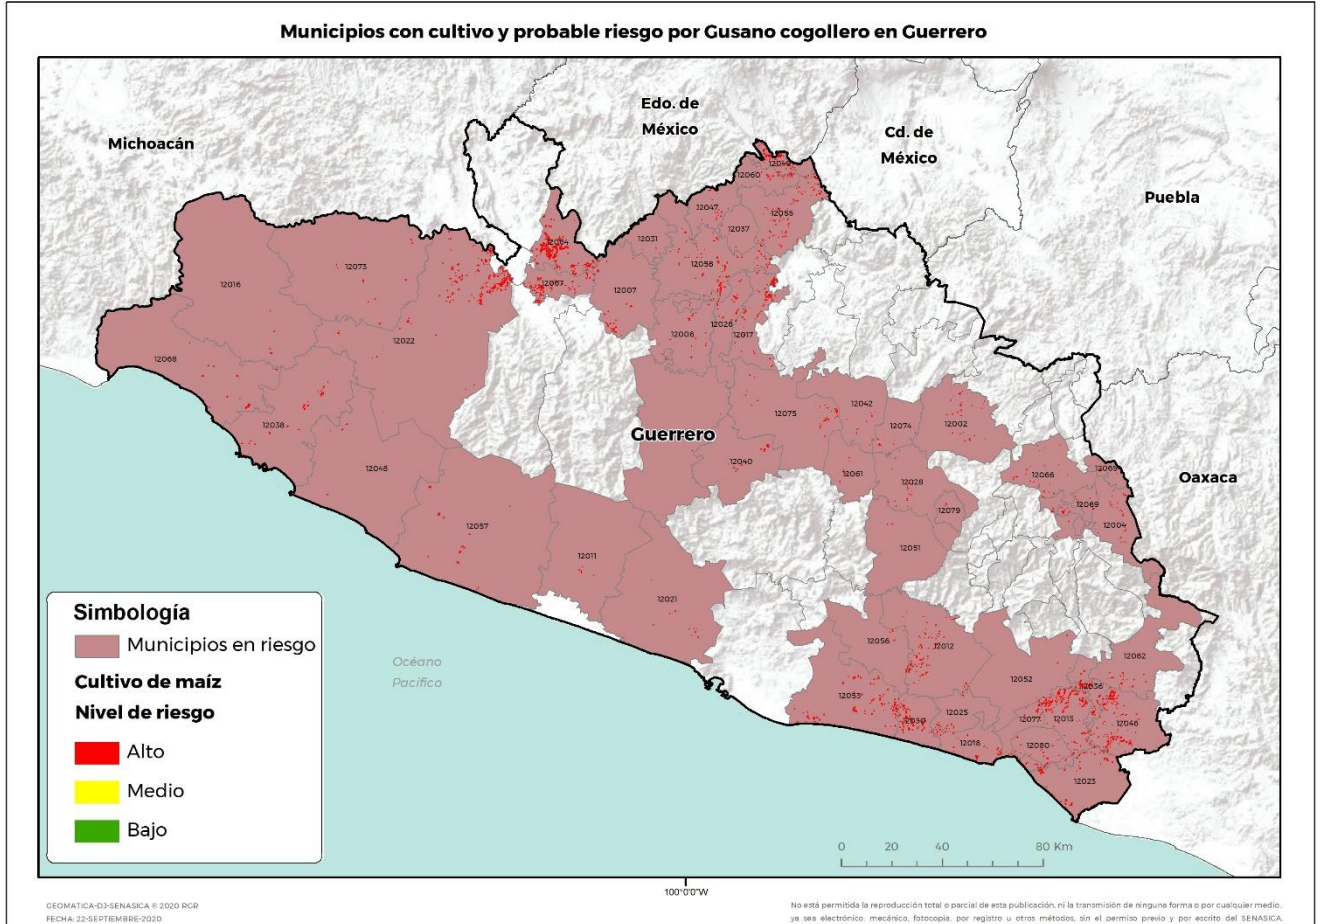 Municipios con cultivo y probable riesgo por Gusano cogollero en Guerrero
Edo. de
México
Michoacán
Cd. de
México
Puebla
12049
12060
12047
12055
12037
12031
12064
12073
12058
12067
12016
12007
12006
12026
12017
12022
12068
12042
12075
12002
12038
12074
Guerrero
12040
12048
12061
12066
12028
Oaxaca
12069
12079
12004
12057
12051
12011
12021
12056
12012
12062
12052
12053
12036
12025
12077
12013
12046
12030
12018
12080
12023
Océano
Pacífico
Simbología
Municipios en riesgo
Cultivo de maíz
Nivel de riesgo
Alto
Medio
Bajo
0 20 40 80 Km
100°0'0"W
GEOMATICA-DJ-SENASICA © 2020 RGR
FECHA: 22-SEPTIEMBRE-2020
No está permitida la reproducción total o parcial de esta publicación, ni la transmisión de ninguna forma o por cualquier medio,
ya sea electrónico, mecánico, fotocopia, por registro u otros métodos, sin el permiso previo y por escrito del SENASICA.